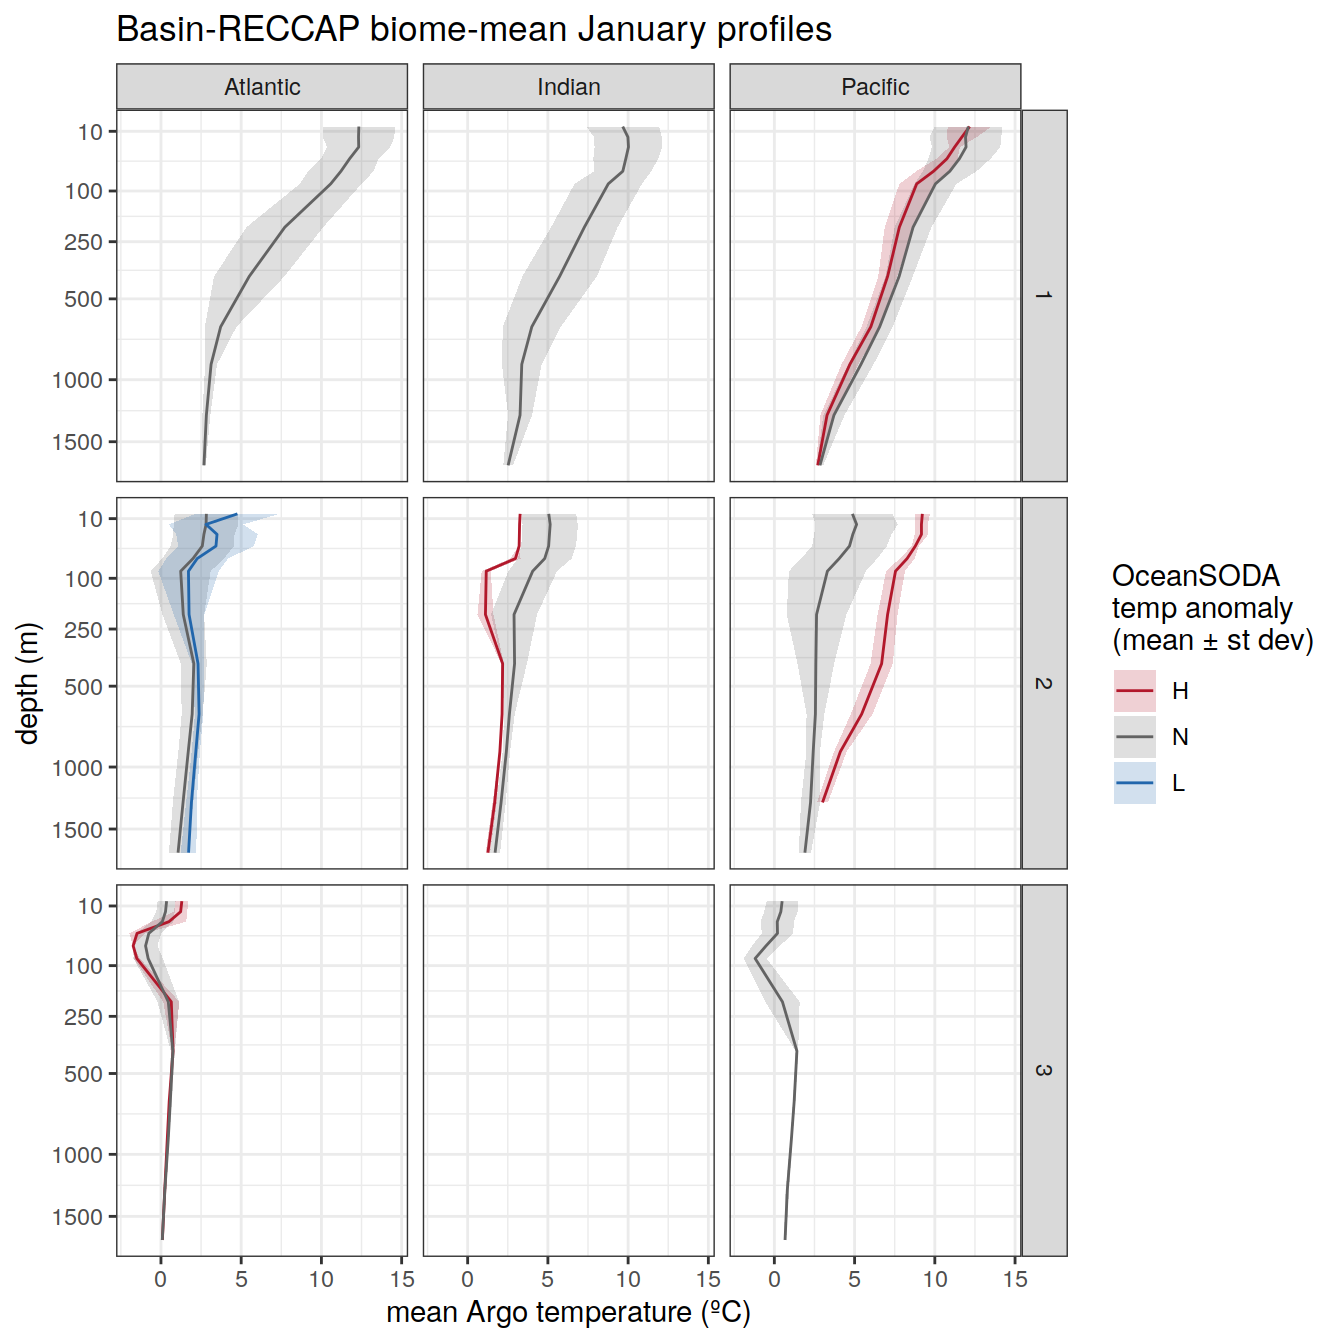 Basin-RECCAP biome-mean January profiles
Atlantic
Indian
Pacific
10
100
250
500
1000
1500
1
10
100
250
500
1000
1500
2
10
100
250
500
1000
1500
3
depth (m)
0
5
10
15
0
5
10
15
0
5
10
15
mean Argo temperature (ºC)
OceanSODA
temp anomaly
(mean ± st dev)
H
N
L